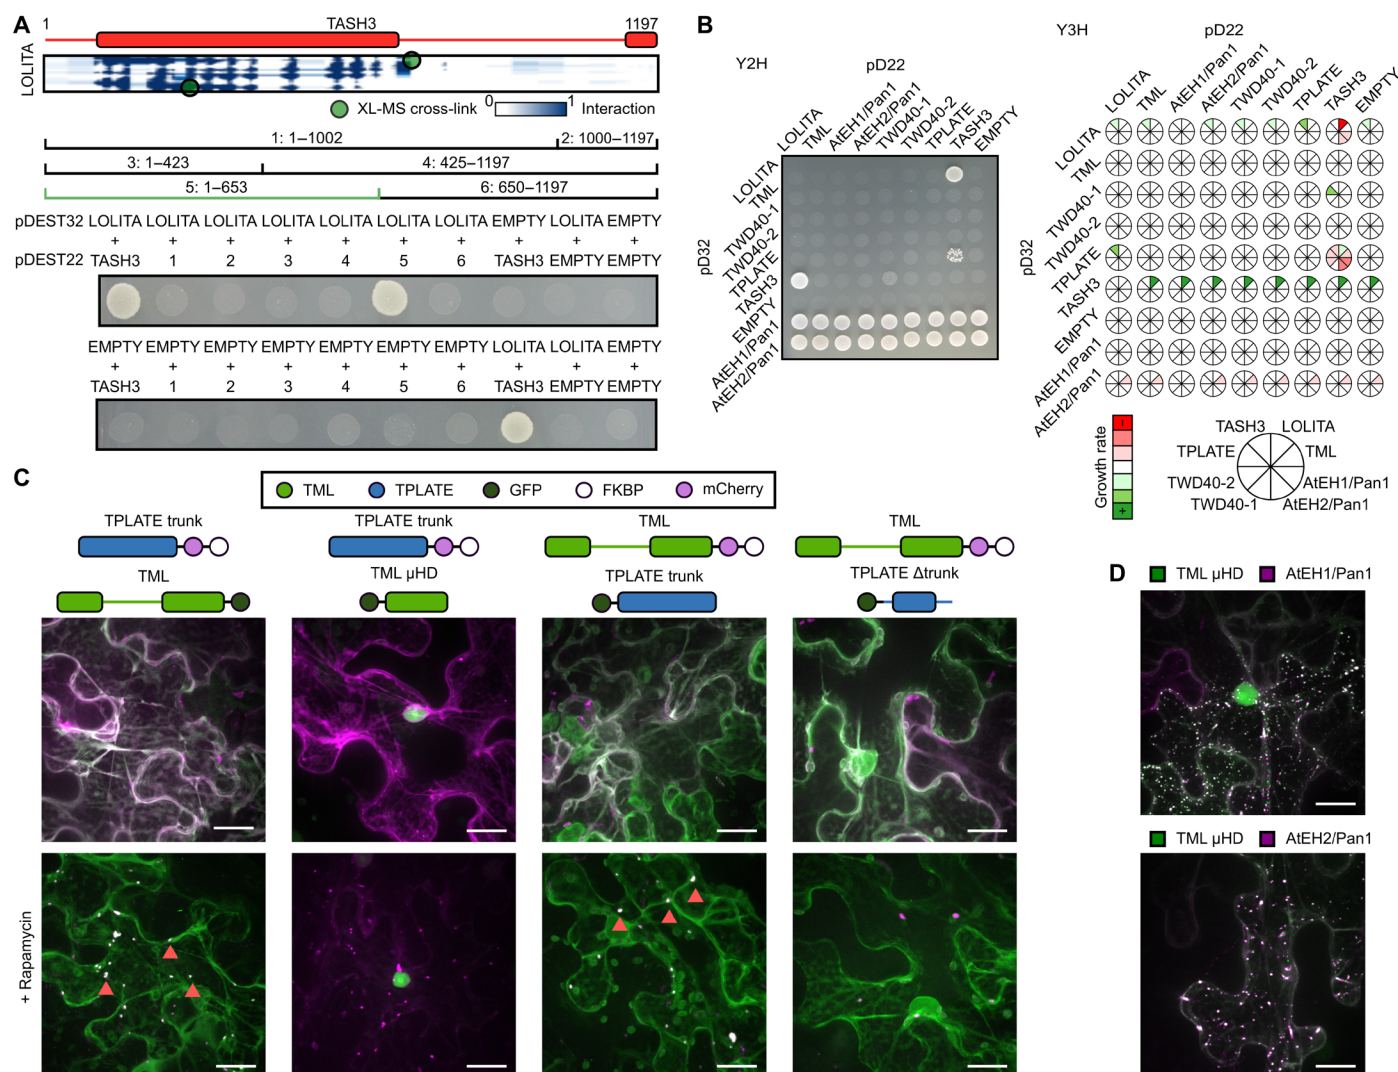 A
1 TASH3 1197
LOLITA
XL-MS cross-link 0 1 Interaction
1: 1–1002 2: 1000–1197
3: 1–423 4: 425–1197
5: 1–653 6: 650–1197
pDEST32 LOLITA LOLITA LOLITA LOLITA LOLITA LOLITA LOLITA EMPTY LOLITA EMPTY
+ + + + + + + + + +
pDEST22 TASH3 1 2 3 4 5 6 TASH3 EMPTY EMPTY
EMPTY EMPTY EMPTY EMPTY EMPTY EMPTY EMPTY LOLITA LOLITA EMPTY
+ + + + + + + + + +
TASH3 1 2 3 4 5 6 TASH3 EMPTY EMPTY
B
Y2H
pD22
LOLITA
TML
AtEH1/Pan1
AtEH2/Pan1
TWD40-1
TWD40-2
TPLATE
TASH3
EMPTY
pD32
LOLITA
TML
TWD40-1
TWD40-2
TPLATE
TASH3
EMPTY
AtEH1/Pan1
AtEH2/Pan1
Y3H
pD22
LOLITA
TML
AtEH1/Pan1
AtEH2/Pan1
TWD40-1
TWD40-2
TPLATE
TASH3
EMPTY
pD32
LOLITA
TML
TWD40-1
TWD40-2
TPLATE
TASH3
EMPTY
AtEH1/Pan1
AtEH2/Pan1
Growth rate
+
TASH3 LOLITA
TPLATE TML
TWD40-2 AtEH1/Pan1
TWD40-1 AtEH2/Pan1
C
TML TPLATE GFP FKBP mCherry
TPLATE trunk TPLATE trunk TML TML
TML TML µHD TPLATE trunk TPLATE Δtrunk
+ Rapamycin
D
TML µHD AtEH1/Pan1
TML µHD AtEH2/Pan1